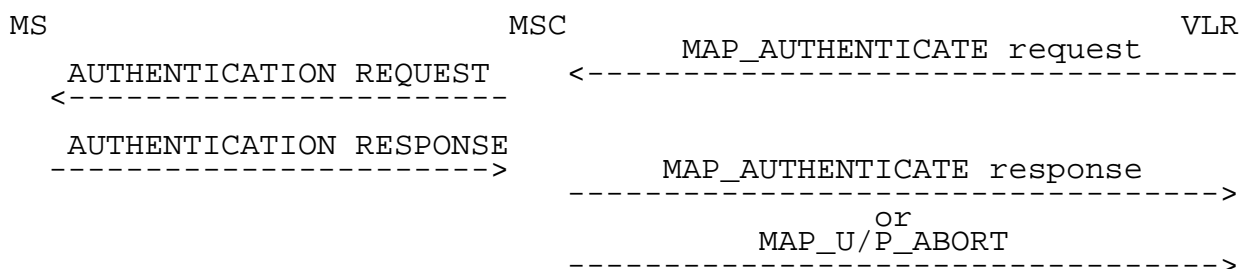 MS MSC VLR
MAP_AUTHENTICATE request
AUTHENTICATION REQUEST
<-----------------------------------
<-----------------------
AUTHENTICATION RESPONSE
----------------------->
MAP_AUTHENTICATE response
----------------------------------->
or
MAP_U/P_ABORT
----------------------------------->